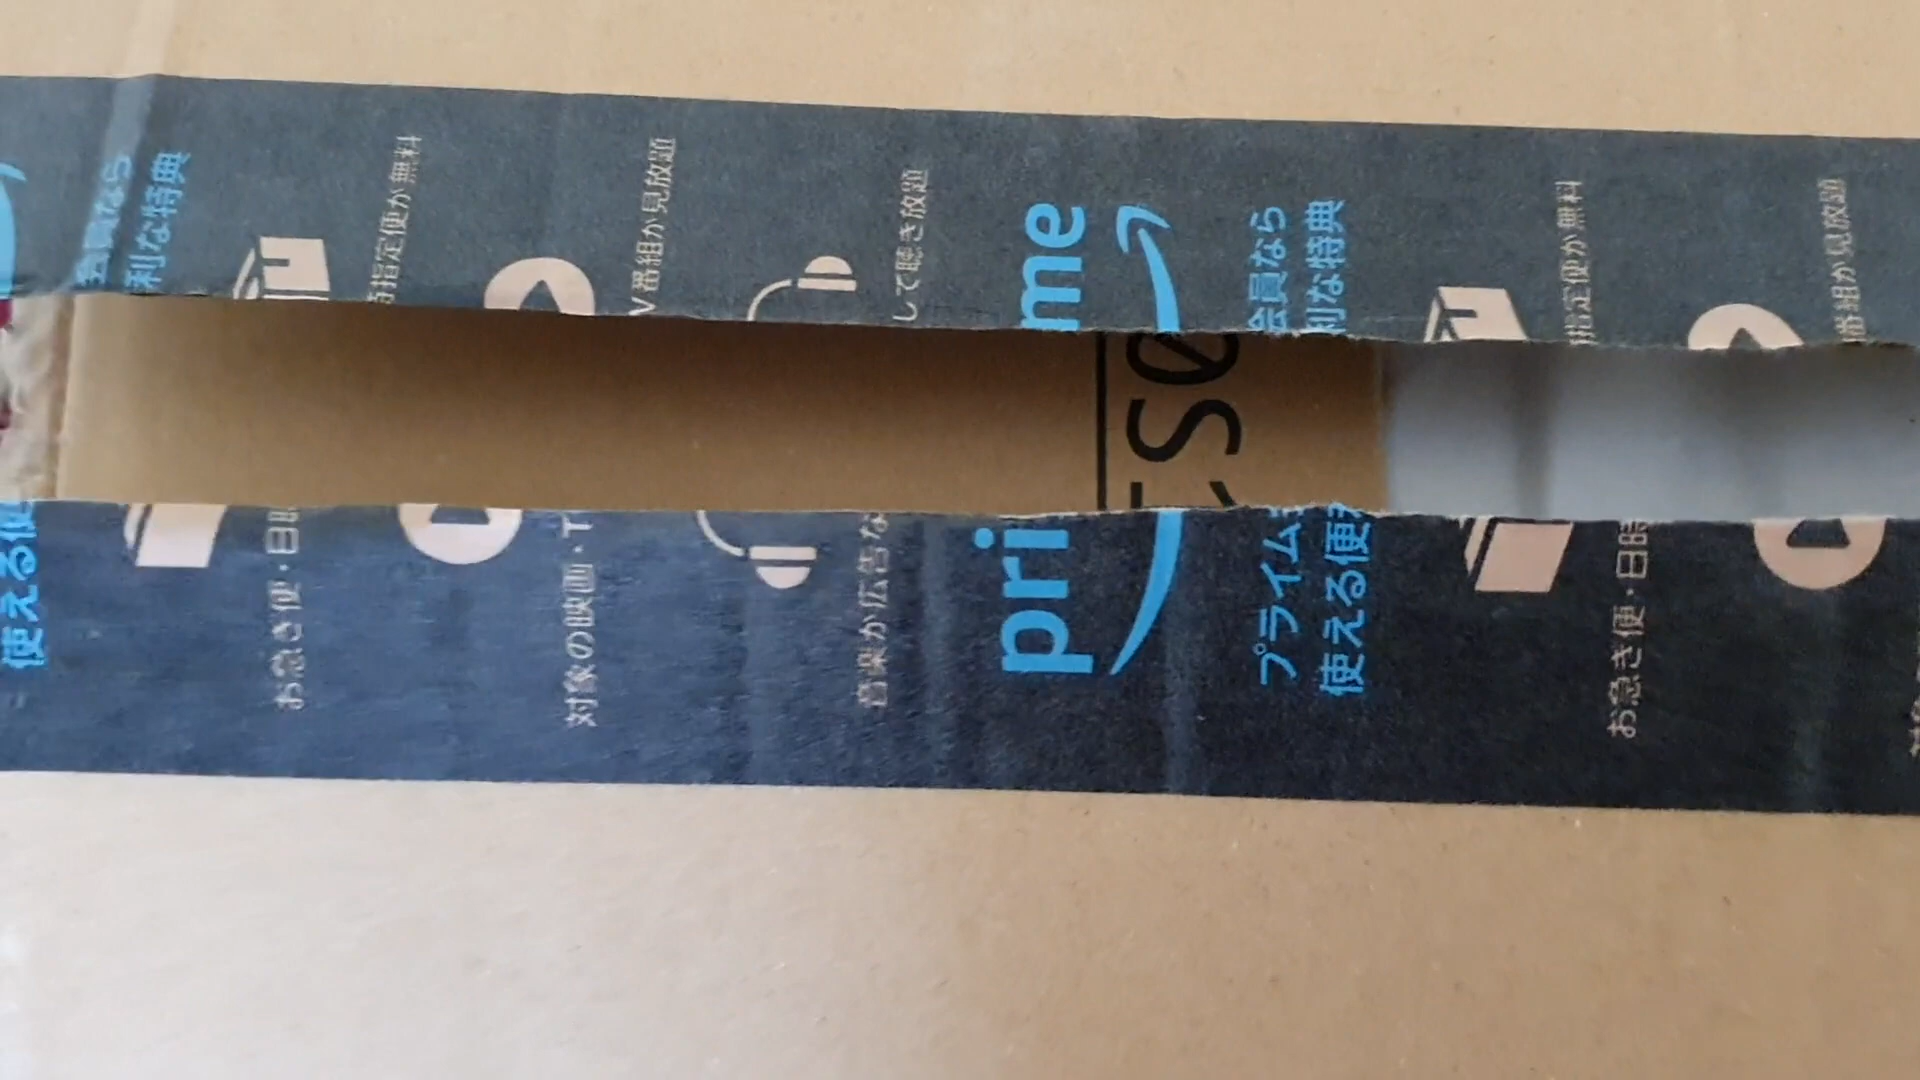 使える便
会員なら
利な特典
お急ぎ便・日時
時指定便が無料
対象の映画・T
V番組が見放題
音楽が広告な
して聴き放題
prime
プライム会員なら
使える便利な特典
お急ぎ便・日時
指定便が無料
番組が見放題